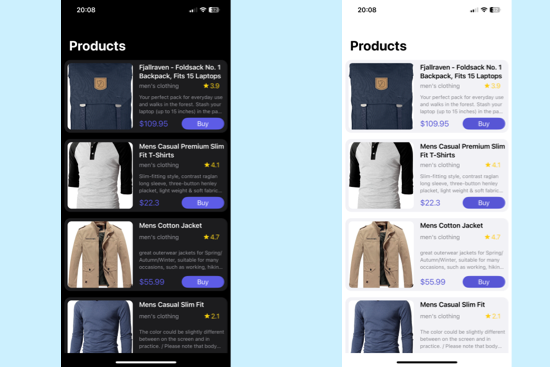 20:08
Products
Fjallraven - Foldsack No. 1
Backpack, Fits 15 Laptops
men's clothing
★3.9
Your perfect pack for everyday use
and walks in the forest. Stash your
laptop (up to 15 inches) in the pa...
$109.95
Buy
Mens Casual Premium Slim
Fit T-Shirts
men's clothing
★4.1
Slim-fitting style, contrast raglan
long sleeve, three-button henley
placket, light weight & soft fabric...
$22.3
Buy
Mens Cotton Jacket
men's clothing
★4.7
great outerwear jackets for Spring/
Autumn/Winter, suitable for many
occasions, such as working, hikin...
$55.99
Buy
Mens Casual Slim Fit
men's clothing
★2.1
The color could be slightly different
between on the screen and in
practice. / Please note that body...
20:08
Products
Fjallraven - Foldsack No. 1
Backpack, Fits 15 Laptops
men's clothing
★3.9
Your perfect pack for everyday use
and walks in the forest. Stash your
laptop (up to 15 inches) in the pa...
$109.95
Buy
Mens Casual Premium Slim
Fit T-Shirts
men's clothing
★4.1
Slim-fitting style, contrast raglan
long sleeve, three-button henley
placket, light weight & soft fabric...
$22.3
Buy
Mens Cotton Jacket
men's clothing
★4.7
great outerwear jackets for Spring/
Autumn/Winter, suitable for many
occasions, such as working, hikin...
$55.99
Buy
Mens Casual Slim Fit
men's clothing
★2.1
The color could be slightly different
between on the screen and in
practice. / Please note that body...